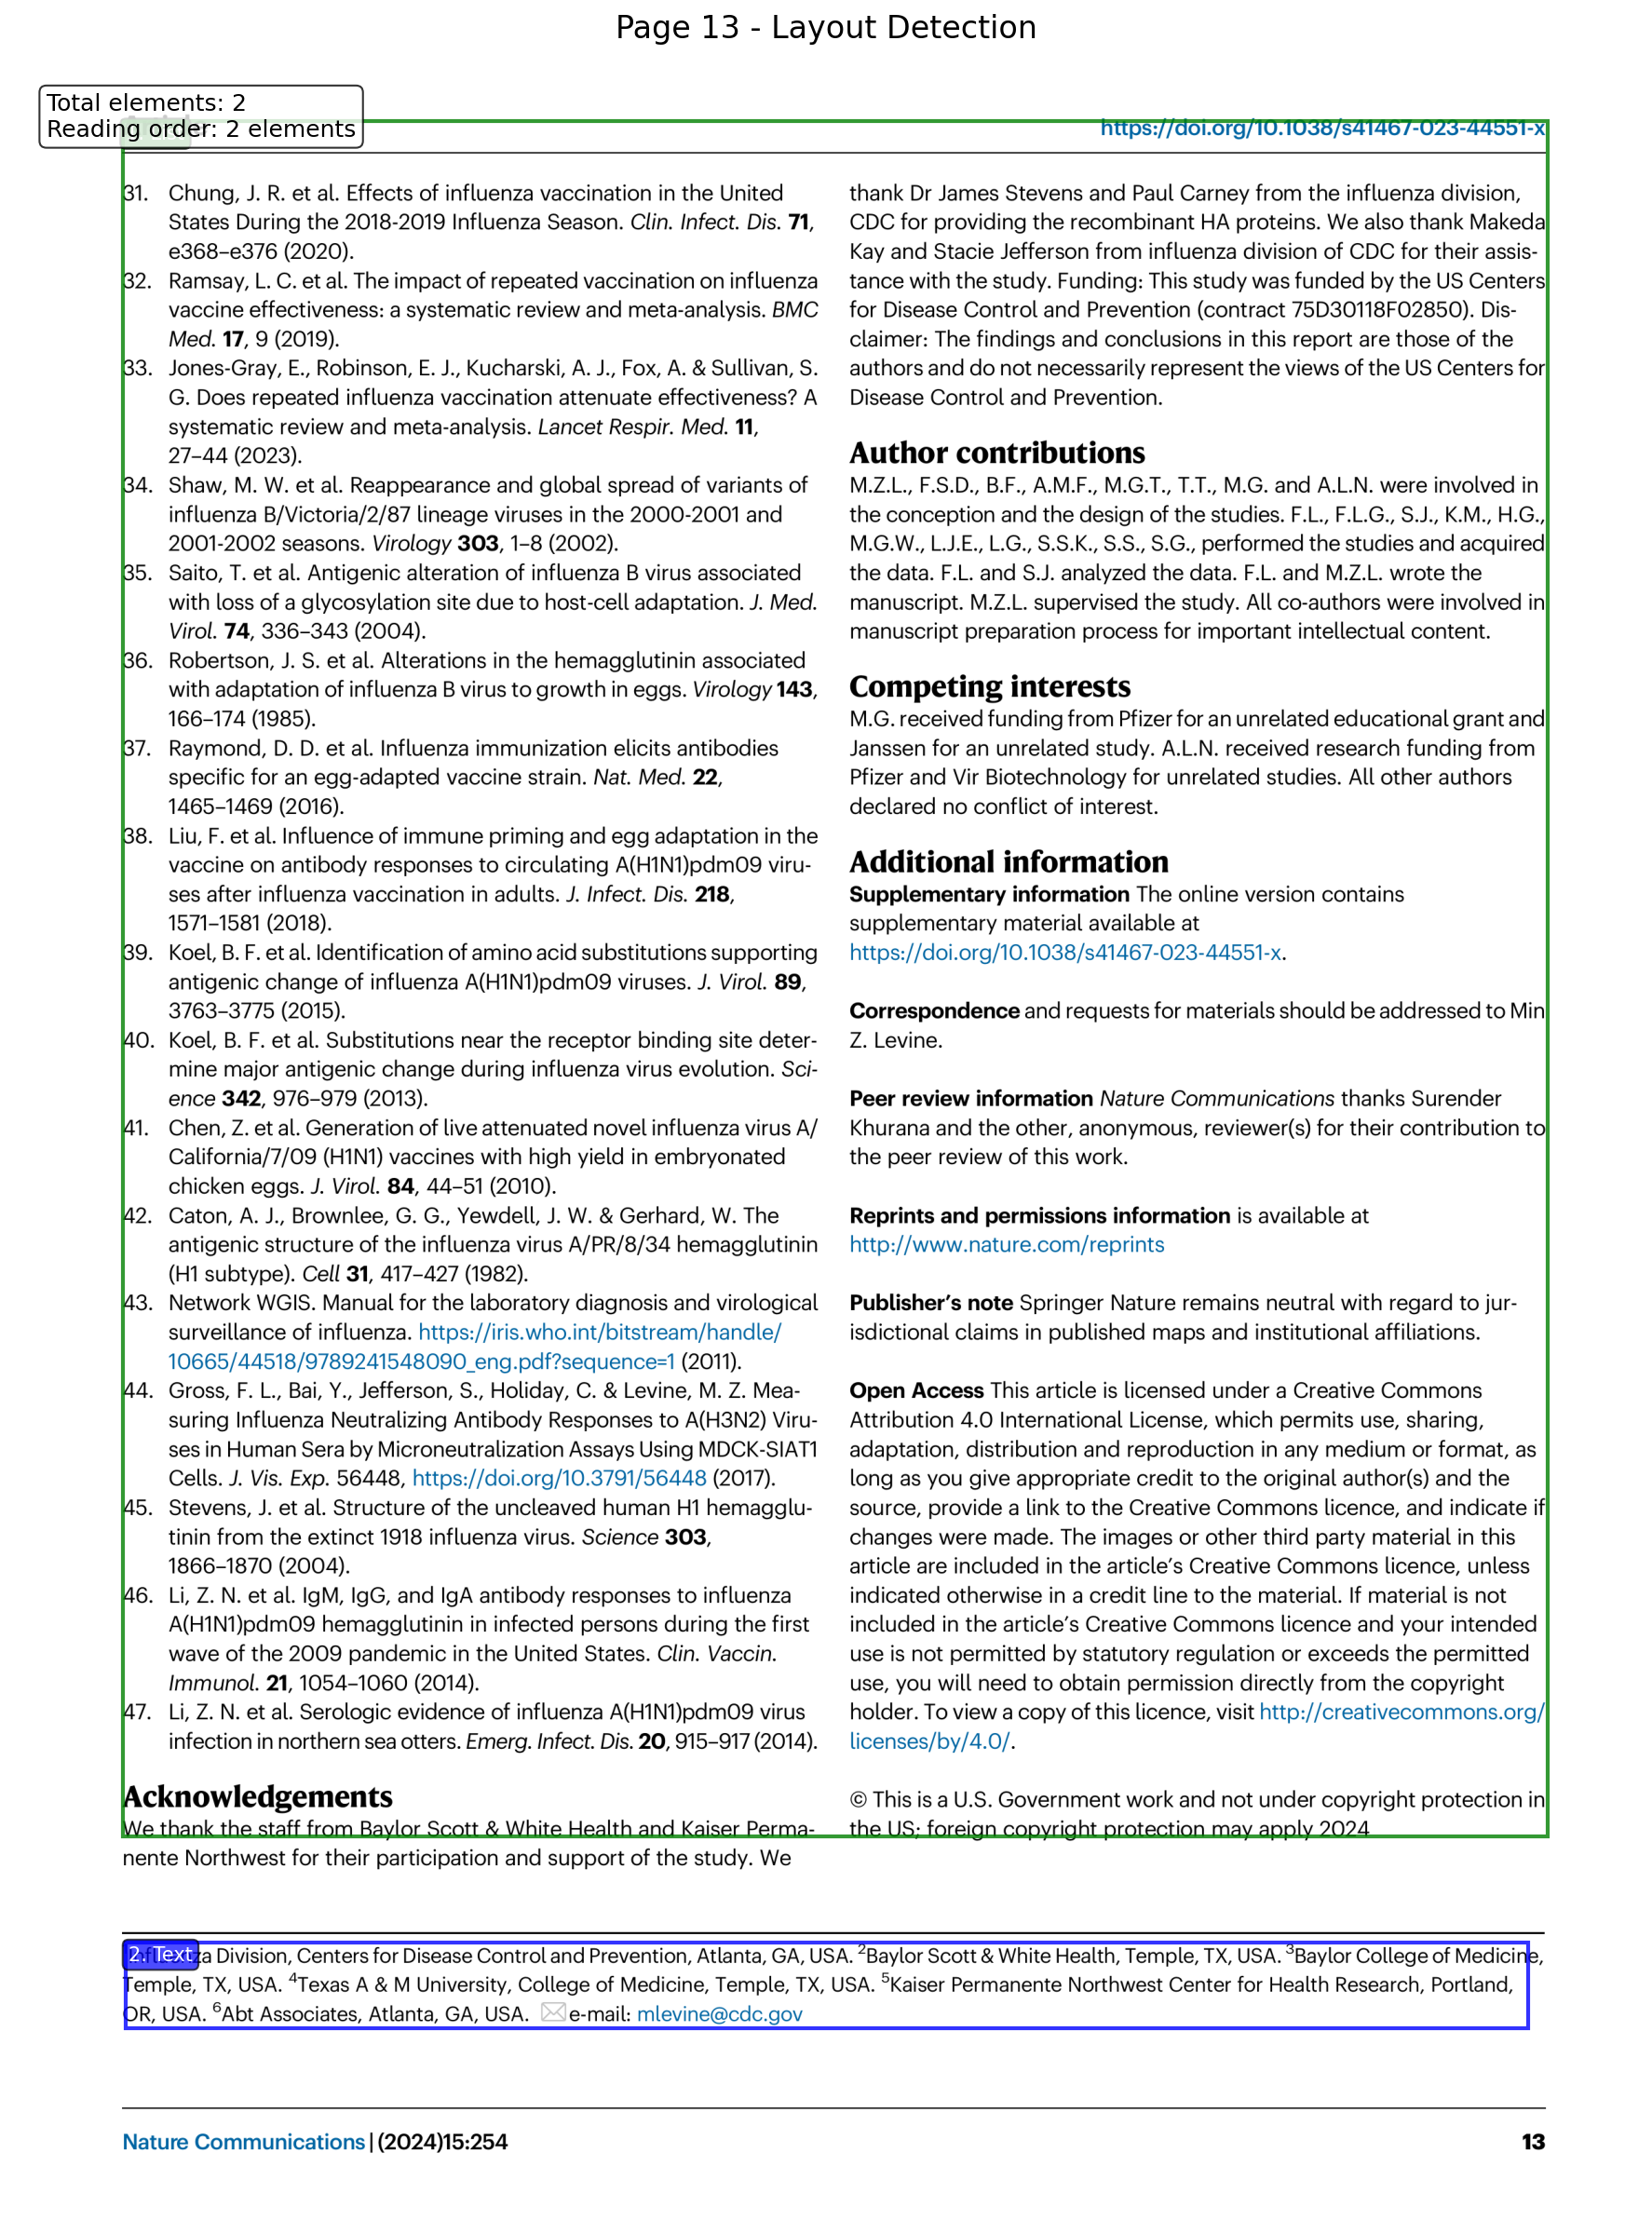 Page 13 - Layout Detection
Total elements: 2
Reading order: 2 elements
https://doi.org/10.1038/s41467-023-44551-x
31. Chung, J. R. et al. Effects of influenza vaccination in the United
States During the 2018-2019 Influenza Season. Clin. Infect. Dis. 71,
e368–e376 (2020).
32. Ramsay, L. C. et al. The impact of repeated vaccination on influenza
vaccine effectiveness: a systematic review and meta-analysis. BMC
Med. 17, 9 (2019).
33. Jones-Gray, E., Robinson, E. J., Kucharski, A. J., Fox, A. & Sullivan, S.
G. Does repeated influenza vaccination attenuate effectiveness? A
systematic review and meta-analysis. Lancet Respir. Med. 11,
27–44 (2023).
34. Shaw, M. W. et al. Reappearance and global spread of variants of
influenza B/Victoria/2/87 lineage viruses in the 2000-2001 and
2001-2002 seasons. Virology 303, 1–8 (2002).
35. Saito, T. et al. Antigenic alteration of influenza B virus associated
with loss of a glycosylation site due to host-cell adaptation. J. Med.
Virol. 74, 336–343 (2004).
36. Robertson, J. S. et al. Alterations in the hemagglutinin associated
with adaptation of influenza B virus to growth in eggs. Virology 143,
166–174 (1985).
37. Raymond, D. D. et al. Influenza immunization elicits antibodies
specific for an egg-adapted vaccine strain. Nat. Med. 22,
1465–1469 (2016).
38. Liu, F. et al. Influence of immune priming and egg adaptation in the
vaccine on antibody responses to circulating A(H1N1)pdm09 viru-
ses after influenza vaccination in adults. J. Infect. Dis. 218,
1571–1581 (2018).
39. Koel, B. F. et al. Identification of amino acid substitutions supporting
antigenic change of influenza A(H1N1)pdm09 viruses. J. Virol. 89,
3763–3775 (2015).
40. Koel, B. F. et al. Substitutions near the receptor binding site deter-
mine major antigenic change during influenza virus evolution. Sci-
ence 342, 976–979 (2013).
41. Chen, Z. et al. Generation of live attenuated novel influenza virus A/
California/7/09 (H1N1) vaccines with high yield in embryonated
chicken eggs. J. Virol. 84, 44–51 (2010).
42. Caton, A. J., Brownlee, G. G., Yewdell, J. W. & Gerhard, W. The
antigenic structure of the influenza virus A/PR/8/34 hemagglutinin
(H1 subtype). Cell 31, 417–427 (1982).
43. Network WGIS. Manual for the laboratory diagnosis and virological
surveillance of influenza. https://iris.who.int/bitstream/handle/
10665/44518/9789241548090_eng.pdf?sequence=1 (2011).
44. Gross, F. L., Bai, Y., Jefferson, S., Holiday, C. & Levine, M. Z. Mea-
suring Influenza Neutralizing Antibody Responses to A(H3N2) Viru-
ses in Human Sera by Microneutralization Assays Using MDCK-SIAT1
Cells. J. Vis. Exp. 56448, https://doi.org/10.3791/56448 (2017).
45. Stevens, J. et al. Structure of the uncleaved human H1 hemagglu-
tinin from the extinct 1918 influenza virus. Science 303,
1866–1870 (2004).
46. Li, Z. N. et al. IgM, IgG, and IgA antibody responses to influenza
A(H1N1)pdm09 hemagglutinin in infected persons during the first
wave of the 2009 pandemic in the United States. Clin. Vaccin.
Immunol. 21, 1054–1060 (2014).
47. Li, Z. N. et al. Serologic evidence of influenza A(H1N1)pdm09 virus
infection in northern sea otters. Emerg. Infect. Dis. 20, 915–917 (2014).
Acknowledgements
We thank the staff from Baylor Scott & White Health and Kaiser Perma-
nente Northwest for their participation and support of the study. We
thank Dr James Stevens and Paul Carney from the influenza division,
CDC for providing the recombinant HA proteins. We also thank Makeda
Kay and Stacie Jefferson from influenza division of CDC for their assis-
tance with the study. Funding: This study was funded by the US Centers
for Disease Control and Prevention (contract 75D30118F02850). Dis-
claimer: The findings and conclusions in this report are those of the
authors and do not necessarily represent the views of the US Centers for
Disease Control and Prevention.
Author contributions
M.Z.L., F.S.D., B.F., A.M.F., M.G.T., T.T., M.G. and A.L.N. were involved in
the conception and the design of the studies. F.L., F.L.G., S.J., K.M., H.G.,
M.G.W., L.J.E., L.G., S.S.K., S.S., S.G., performed the studies and acquired
the data. F.L. and S.J. analyzed the data. F.L. and M.Z.L. wrote the
manuscript. M.Z.L. supervised the study. All co-authors were involved in
manuscript preparation process for important intellectual content.
Competing interests
M.G. received funding from Pfizer for an unrelated educational grant and
Janssen for an unrelated study. A.L.N. received research funding from
Pfizer and Vir Biotechnology for unrelated studies. All other authors
declared no conflict of interest.
Additional information
Supplementary information The online version contains
supplementary material available at
https://doi.org/10.1038/s41467-023-44551-x.
Correspondence and requests for materials should be addressed to Min
Z. Levine.
Peer review information Nature Communications thanks Surender
Khurana and the other, anonymous, reviewer(s) for their contribution to
the peer review of this work.
Reprints and permissions information is available at
http://www.nature.com/reprints
Publisher’s note Springer Nature remains neutral with regard to jur-
isdictional claims in published maps and institutional affiliations.
Open Access This article is licensed under a Creative Commons
Attribution 4.0 International License, which permits use, sharing,
adaptation, distribution and reproduction in any medium or format, as
long as you give appropriate credit to the original author(s) and the
source, provide a link to the Creative Commons licence, and indicate if
changes were made. The images or other third party material in this
article are included in the article’s Creative Commons licence, unless
indicated otherwise in a credit line to the material. If material is not
included in the article’s Creative Commons licence and your intended
use is not permitted by statutory regulation or exceeds the permitted
use, you will need to obtain permission directly from the copyright
holder. To view a copy of this licence, visit http://creativecommons.org/
licenses/by/4.0/.
© This is a U.S. Government work and not under copyright protection in
the US; foreign copyright protection may apply 2024
2. Text
Division, Centers for Disease Control and Prevention, Atlanta, GA, USA. ²Baylor Scott & White Health, Temple, TX, USA. ³Baylor College of Medicine,
Temple, TX, USA. ⁴Texas A & M University, College of Medicine, Temple, TX, USA. ⁵Kaiser Permanente Northwest Center for Health Research, Portland,
OR, USA. ⁶Abt Associates, Atlanta, GA, USA. e-mail: mlevine@cdc.gov
Nature Communications | (2024)15:254
13